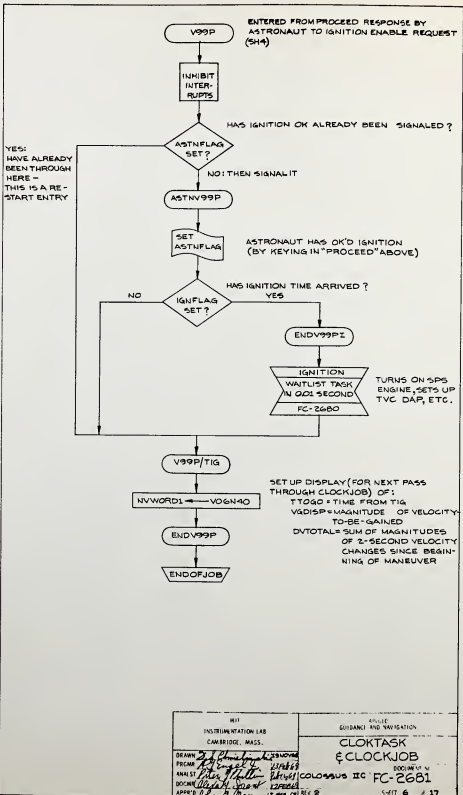 V99P
ENTERED FROM PROCEED RESPONSE BY
ASTRONAUT TO IGNITION ENABLE REQUEST
(SH4)
INHIBIT
INTER-
RUPTS
HAS IGNITION OK ALREADY BEEN SIGNALED?
ASTNFLAG
SET?
YES:
HAVE ALREADY
BEEN THROUGH
HERE –
THIS IS A RE-
START ENTRY
NO: THEN SIGNAL IT
ASTNV99P
SET
ASTNFLAG
ASTRONAUT HAS OK'D IGNITION
(BY KEYING IN "PROCEED" ABOVE)
HAS IGNITION TIME ARRIVED?
NO
YES
IGNFLAG
SET?
ENDV99PI
IGNITION
WAITLIST TASK
IN 0.01 SECOND
FC-2680
TURNS ON SPS
ENGINE, SETS UP
TVC DAP, ETC.
V99P/TIG
SET UP DISPLAY (FOR NEXT PASS
THROUGH CLOCKJOB) OF:
TTOGO = TIME FROM TIG
VGDISP = MAGNITUDE OF VELOCITY
TO-BE-GAINED
DVTOTAL = SUM OF MAGNITUDES
OF 2-SECOND VELOCITY
CHANGES SINCE BEGIN-
NING OF MANEUVER
NVWORD1 ← V06N40
ENDV99P
ENDOFJOB
MIT
INSTRUMENTATION LAB
CAMBRIDGE, MASS.
APOLLO
GUIDANCE AND NAVIGATION
DRAWN
PRGMR
ANALST
DOCMR
APPR'D
CLOKTASK
& CLOCKJOB
COLOSSUS IIC
DOCUMENT NO.
FC-2681
REV 2
SHEET 6 OF 17